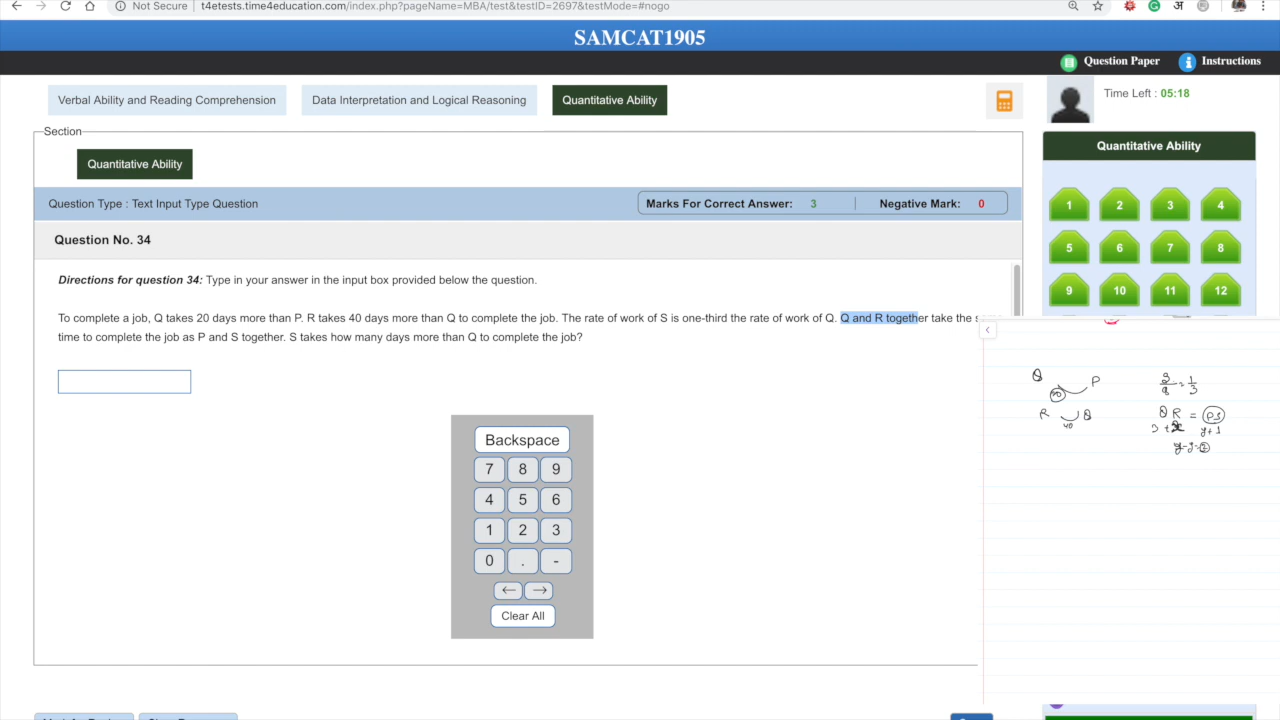 Not Secure | t4etests.time4education.com/index.php?pageName=MBA/test&testID=2697&testMode=#nogo
SAMCAT1905
Question Paper
Instructions
Verbal Ability and Reading Comprehension
Data Interpretation and Logical Reasoning
Quantitative Ability
Time Left : 05:18
Section
Quantitative Ability
Quantitative Ability
Question Type : Text Input Type Question
Marks For Correct Answer: 3 | Negative Mark: 0
1 2 3 4
Question No. 34
5 6 7 8
Directions for question 34: Type in your answer in the input box provided below the question.
9 10 11 12
To complete a job, Q takes 20 days more than P. R takes 40 days more than Q to complete the job. The rate of work of S is one-third the rate of work of Q. Q and R together take the
time to complete the job as P and S together. S takes how many days more than Q to complete the job?
Q P
R Q
40
1
3
Q R = PS
y+1
Backspace
7 8 9
4 5 6
1 2 3
0 . -
← →
Clear All